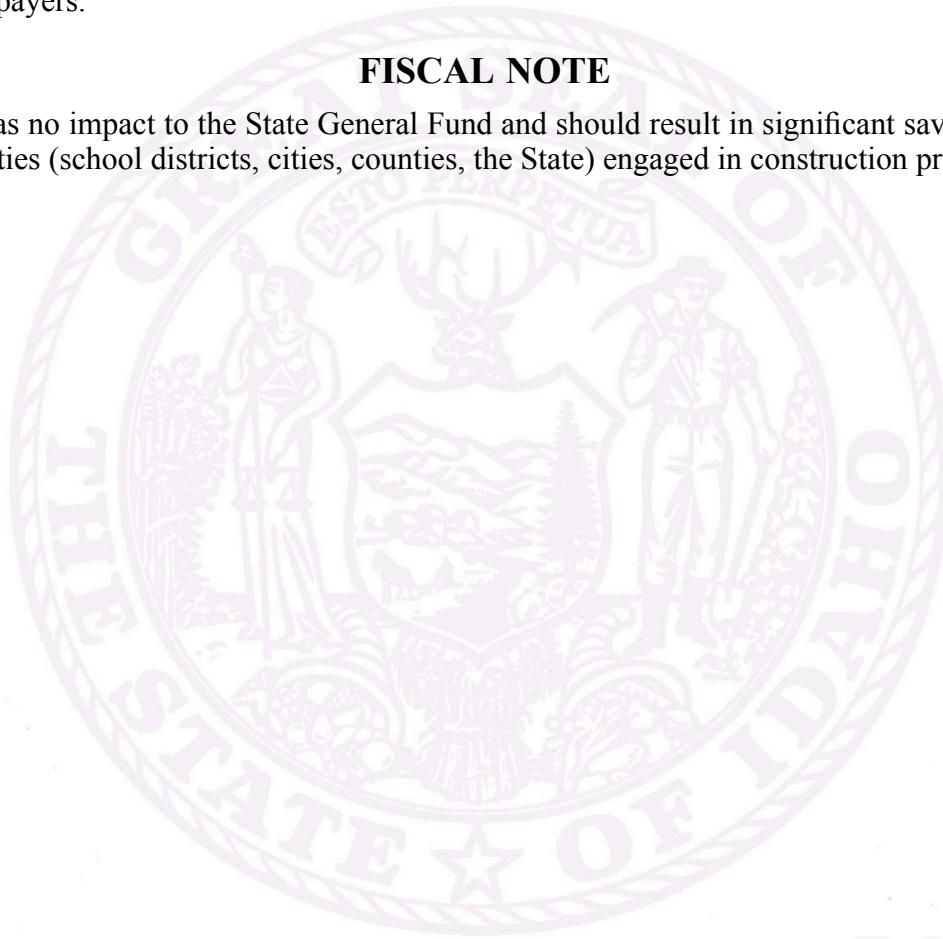 payers.
FISCAL NOTE
as no impact to the State General Fund and should result in significant sav
ties (school districts, cities, counties, the State) engaged in construction pr
GREAT SEAL OF
THE STATE OF IDAHO
ESTO PERPETUA